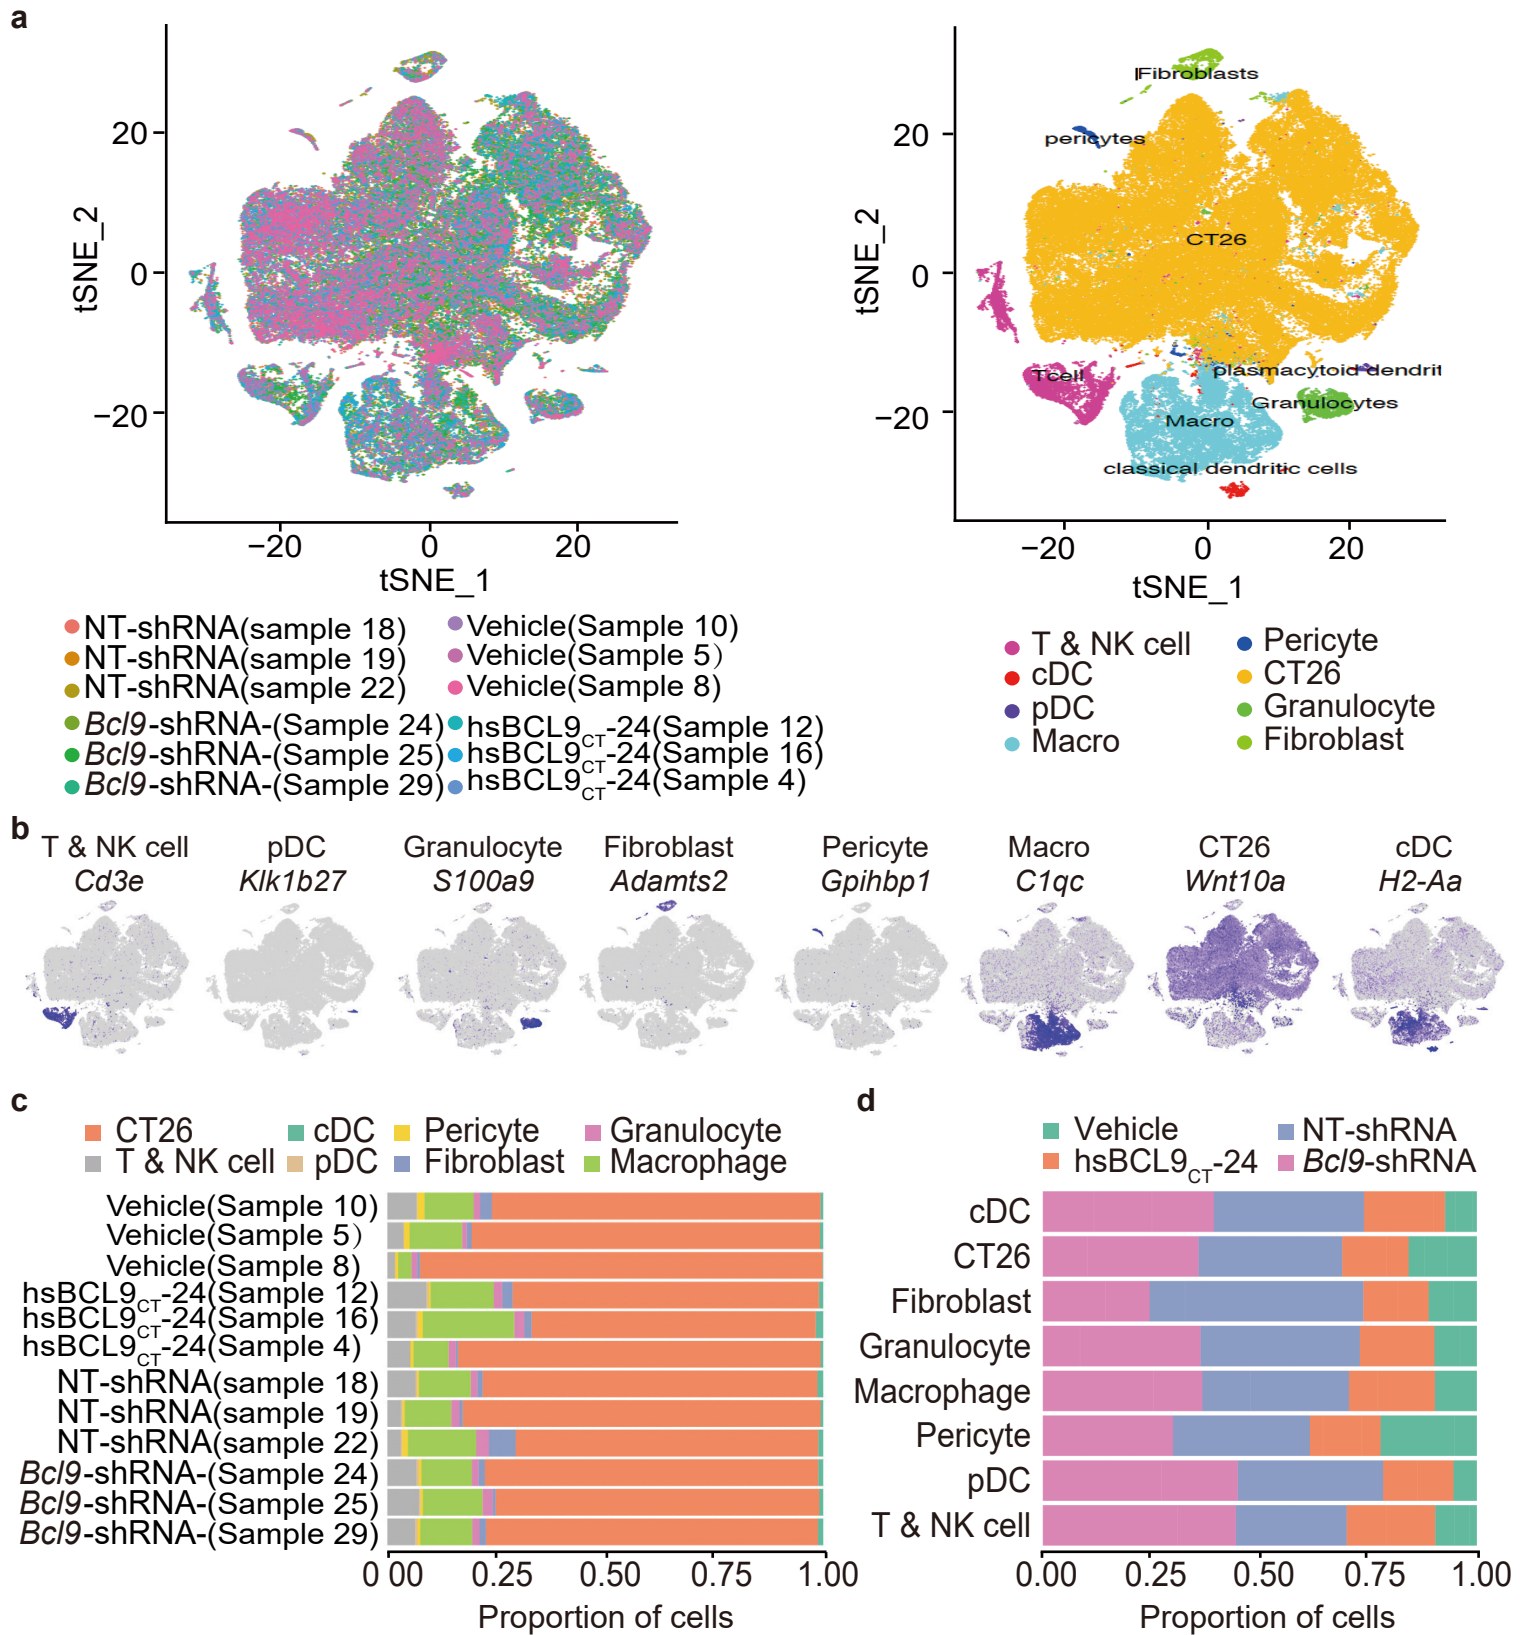 a
tSNE_2
20
0
−20
−20
0
20
tSNE_1
NT-shRNA(sample 18)
NT-shRNA(sample 19)
NT-shRNA(sample 22)
Bcl9-shRNA-(Sample 24)
Bcl9-shRNA-(Sample 25)
Bcl9-shRNA-(Sample 29)
Vehicle(Sample 10)
Vehicle(Sample 5）
Vehicle(Sample 8)
hsBCL9CT-24(Sample 12)
hsBCL9CT-24(Sample 16)
hsBCL9CT-24(Sample 4)
tSNE_2
20
0
−20
Fibroblasts
pericytes
CT26
Tcell
plasmacytoid dendrit
Granulocytes
Macro
classical dendritic cells
−20
0
20
tSNE_1
T & NK cell
cDC
pDC
Macro
Pericyte
CT26
Granulocyte
Fibroblast
b
T & NK cell
Cd3e
pDC
Klk1b27
Granulocyte
S100a9
Fibroblast
Adamts2
Pericyte
Gpihbp1
Macro
C1qc
CT26
Wnt10a
cDC
H2-Aa
c
CT26
cDC
Pericyte
Granulocyte
T & NK cell
pDC
Fibroblast
Macrophage
Vehicle(Sample 10)
Vehicle(Sample 5）
Vehicle(Sample 8)
hsBCL9CT-24(Sample 12)
hsBCL9CT-24(Sample 16)
hsBCL9CT-24(Sample 4)
NT-shRNA(sample 18)
NT-shRNA(sample 19)
NT-shRNA(sample 22)
Bcl9-shRNA-(Sample 24)
Bcl9-shRNA-(Sample 25)
Bcl9-shRNA-(Sample 29)
0 00
0.25
0.50
0.75
1.00
Proportion of cells
d
Vehicle
NT-shRNA
hsBCL9CT-24
Bcl9-shRNA
cDC
CT26
Fibroblast
Granulocyte
Macrophage
Pericyte
pDC
T & NK cell
0.00
0.25
0.50
0.75
1.00
Proportion of cells